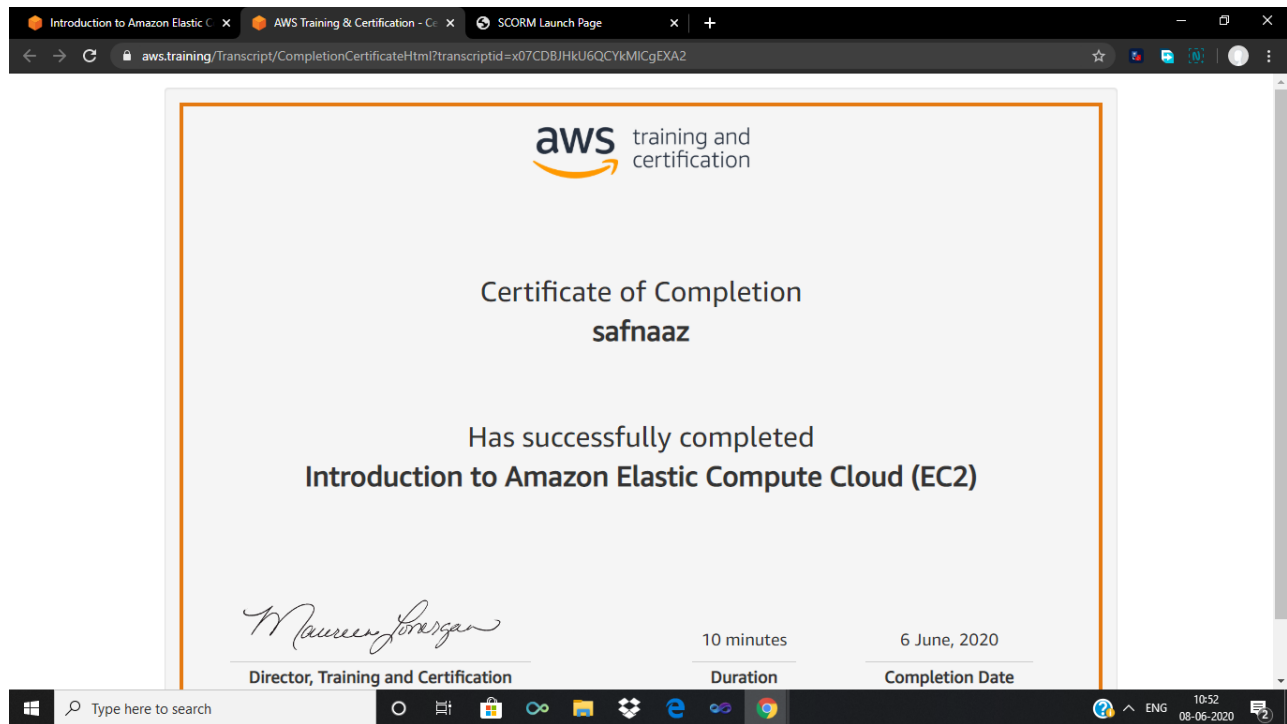 Introduction to Amazon Elastic C
AWS Training & Certification - Ce
SCORM Launch Page
aws.training/Transcript/CompletionCertificateHtml?transcriptid=x07CDBJHkU6QCYkMlCgEXA2
aws training and
certification
Certificate of Completion
safnaaz
Has successfully completed
Introduction to Amazon Elastic Compute Cloud (EC2)
Maureen Lonergan
10 minutes
6 June, 2020
Director, Training and Certification
Duration
Completion Date
Type here to search
ENG
10:52
08-06-2020
2